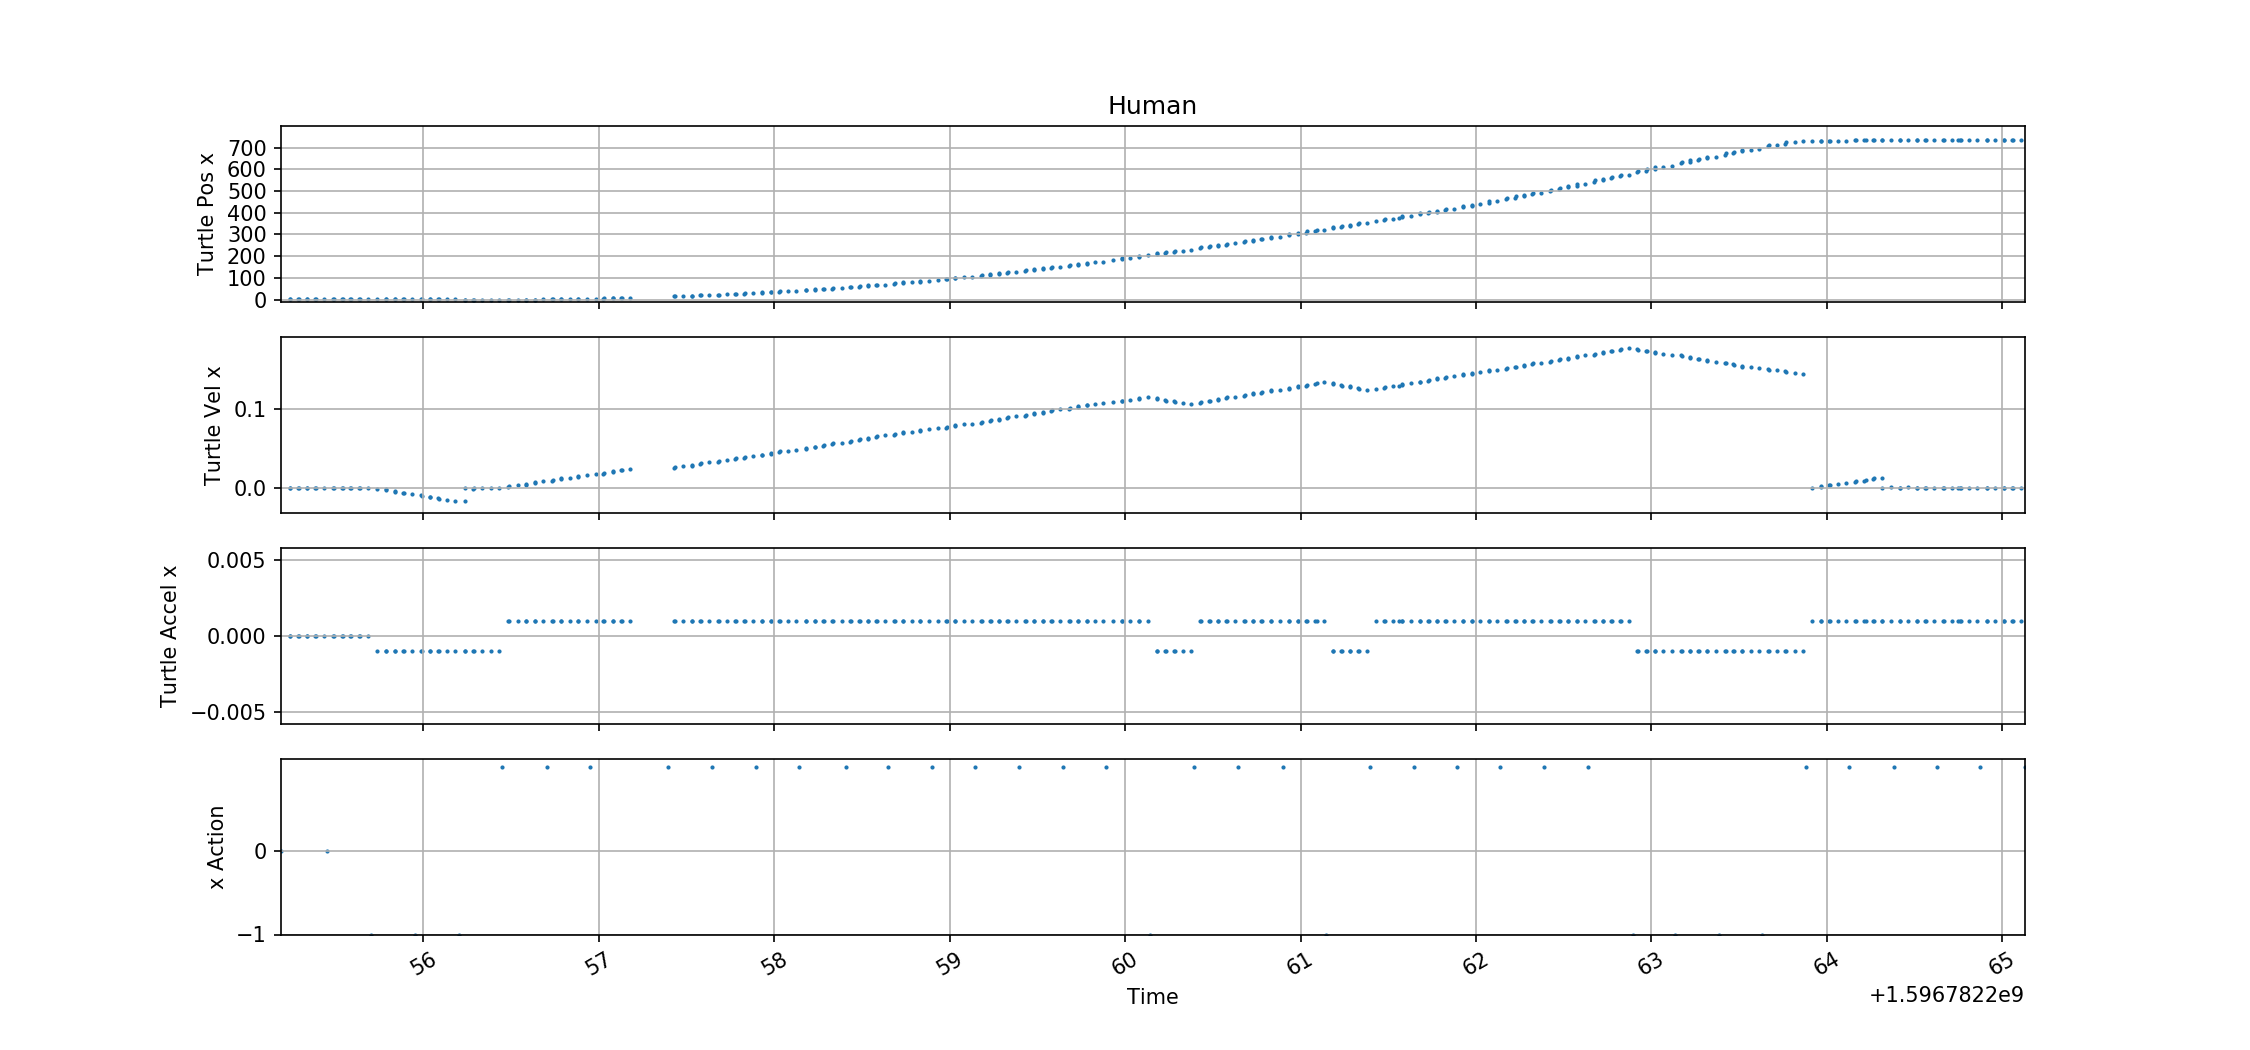 Human
Turtle Pos x
700
600
500
400
300
200
100
0
Turtle Vel x
0.1
0.0
Turtle Accel x
0.005
0.000
−0.005
x Action
0
−1
56 57 58 59 60 61 62 63 64 65
Time
+1.5967822e9